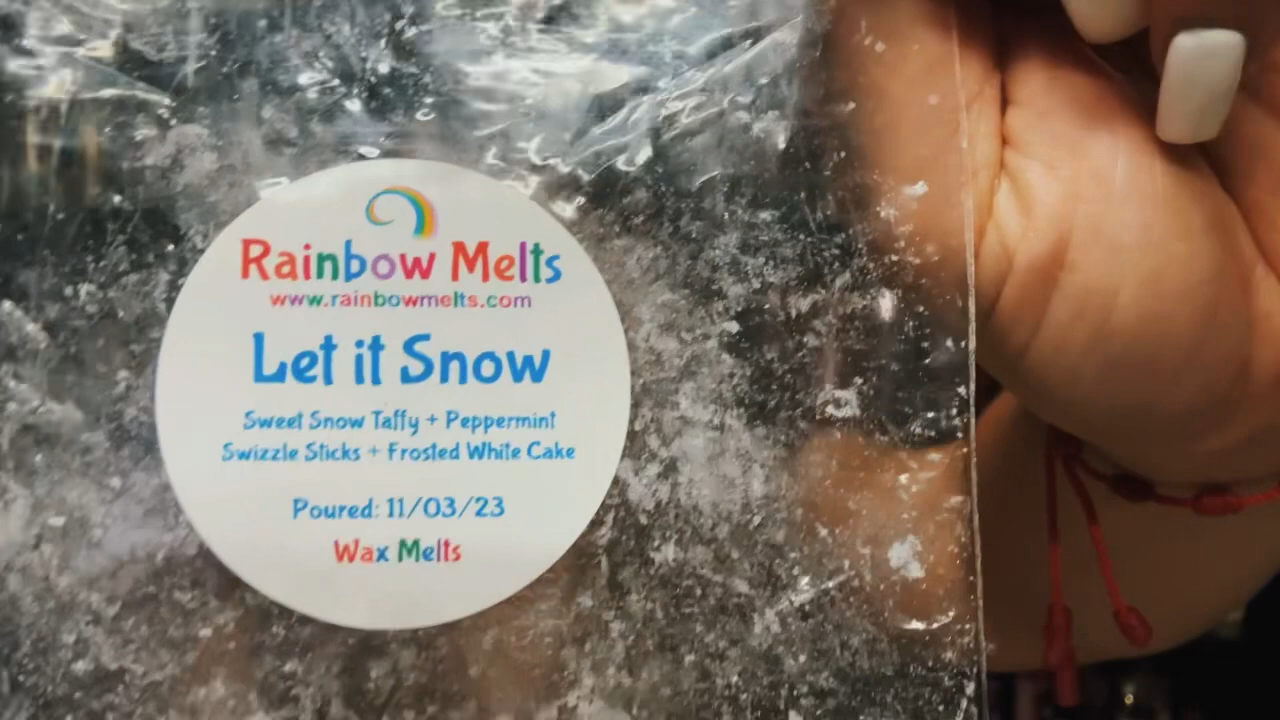 Rainbow Melts
www.rainbowmelts.com
Let it Snow
Sweet Snow Taffy + Peppermint
Swizzle Sticks + Frosted White Cake
Poured: 11/03/23
Wax Melts